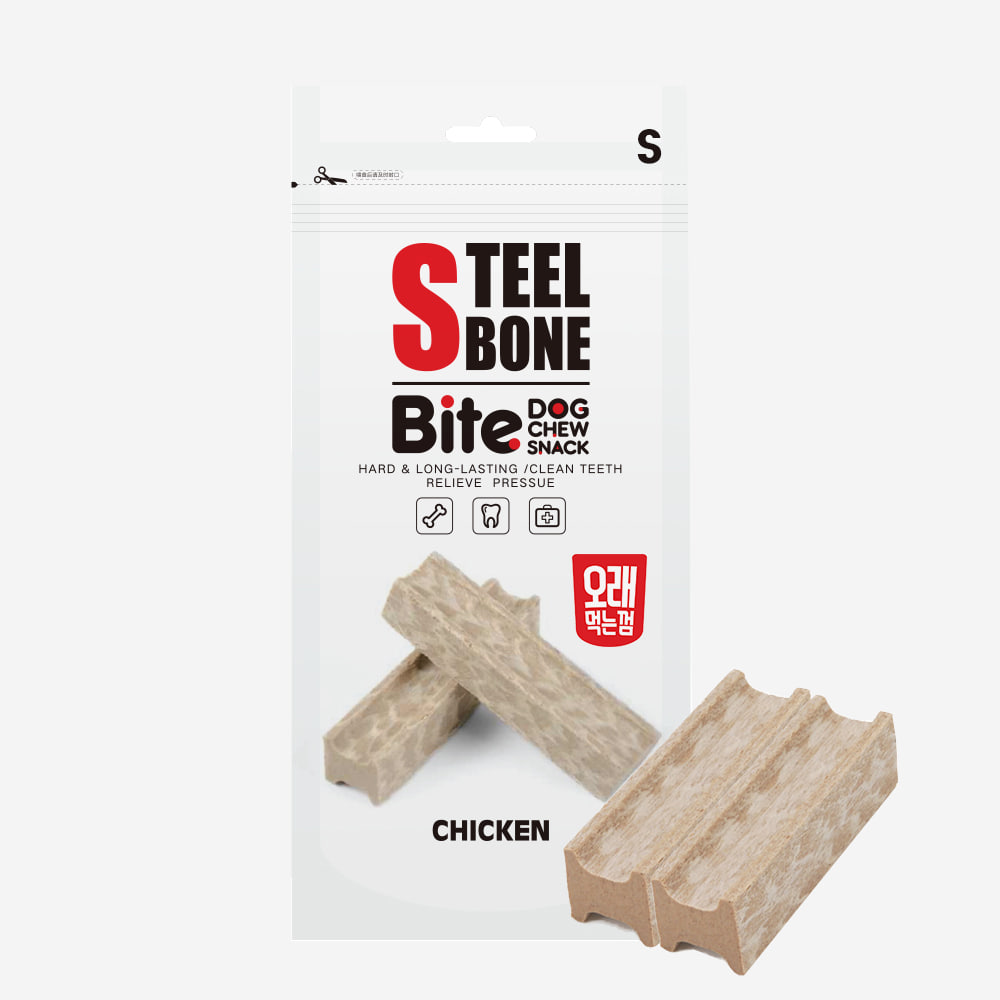 S
STEEL
BONE
Bite DOG
CHEW
SNACK
HARD & LONG-LASTING /CLEAN TEETH
RELIEVE PRESSUE
오래
먹는껌
CHICKEN